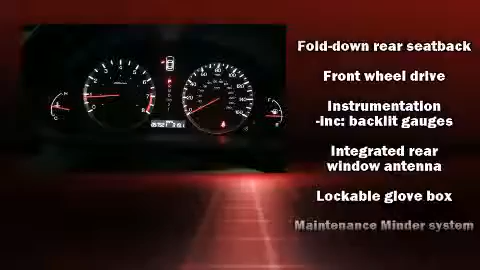 Fold-down rear seatback
Front wheel drive
Instrumentation
-inc: backlit gauges
Integrated rear
window antenna
Lockable glove box
Maintenance Minder system